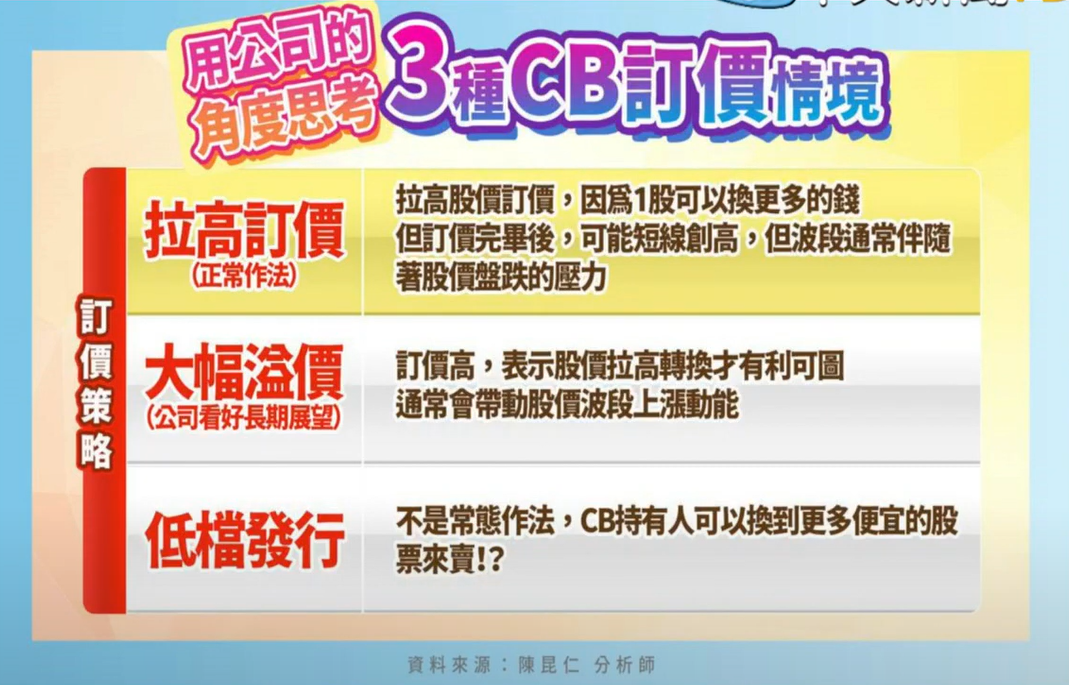 用公司的
角度思考
3種CB訂價情境
訂價策略
拉高訂價
(正常作法)
拉高股價訂價，因為1股可以換更多的錢
但訂價完畢後，可能短線創高，但波段通常伴隨
著股價盤跌的壓力
大幅溢價
(公司看好長期展望)
訂價高，表示股價拉高轉換才有利可圖
通常會帶動股價波段上漲動能
低檔發行
不是常態作法，CB持有人可以換到更多便宜的股
票來賣!?
資料來源：陳昆仁 分析師